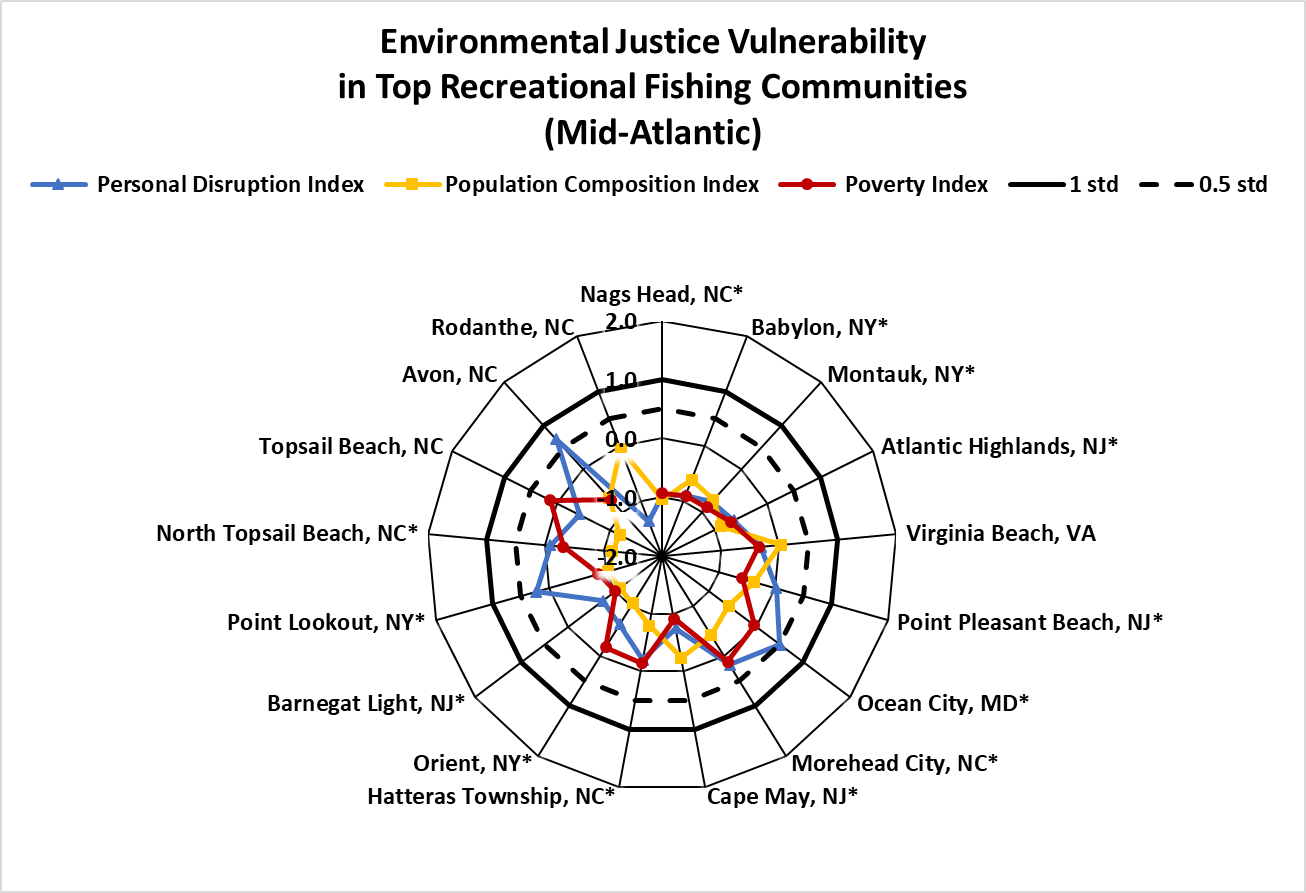 Environmental Justice Vulnerability
in Top Recreational Fishing Communities
(Mid-Atlantic)
Personal Disruption Index Population Composition Index Poverty Index 1 std 0.5 std
Nags Head, NC*
Babylon, NY*
Montauk, NY*
Atlantic Highlands, NJ*
Virginia Beach, VA
Point Pleasant Beach, NJ*
Ocean City, MD*
Morehead City, NC*
Cape May, NJ*
Hatteras Township, NC*
Orient, NY*
Barnegat Light, NJ*
Point Lookout, NY*
North Topsail Beach, NC*
Topsail Beach, NC
Avon, NC
Rodanthe, NC
2.0
1.0
0.0
-1.0
-2.0